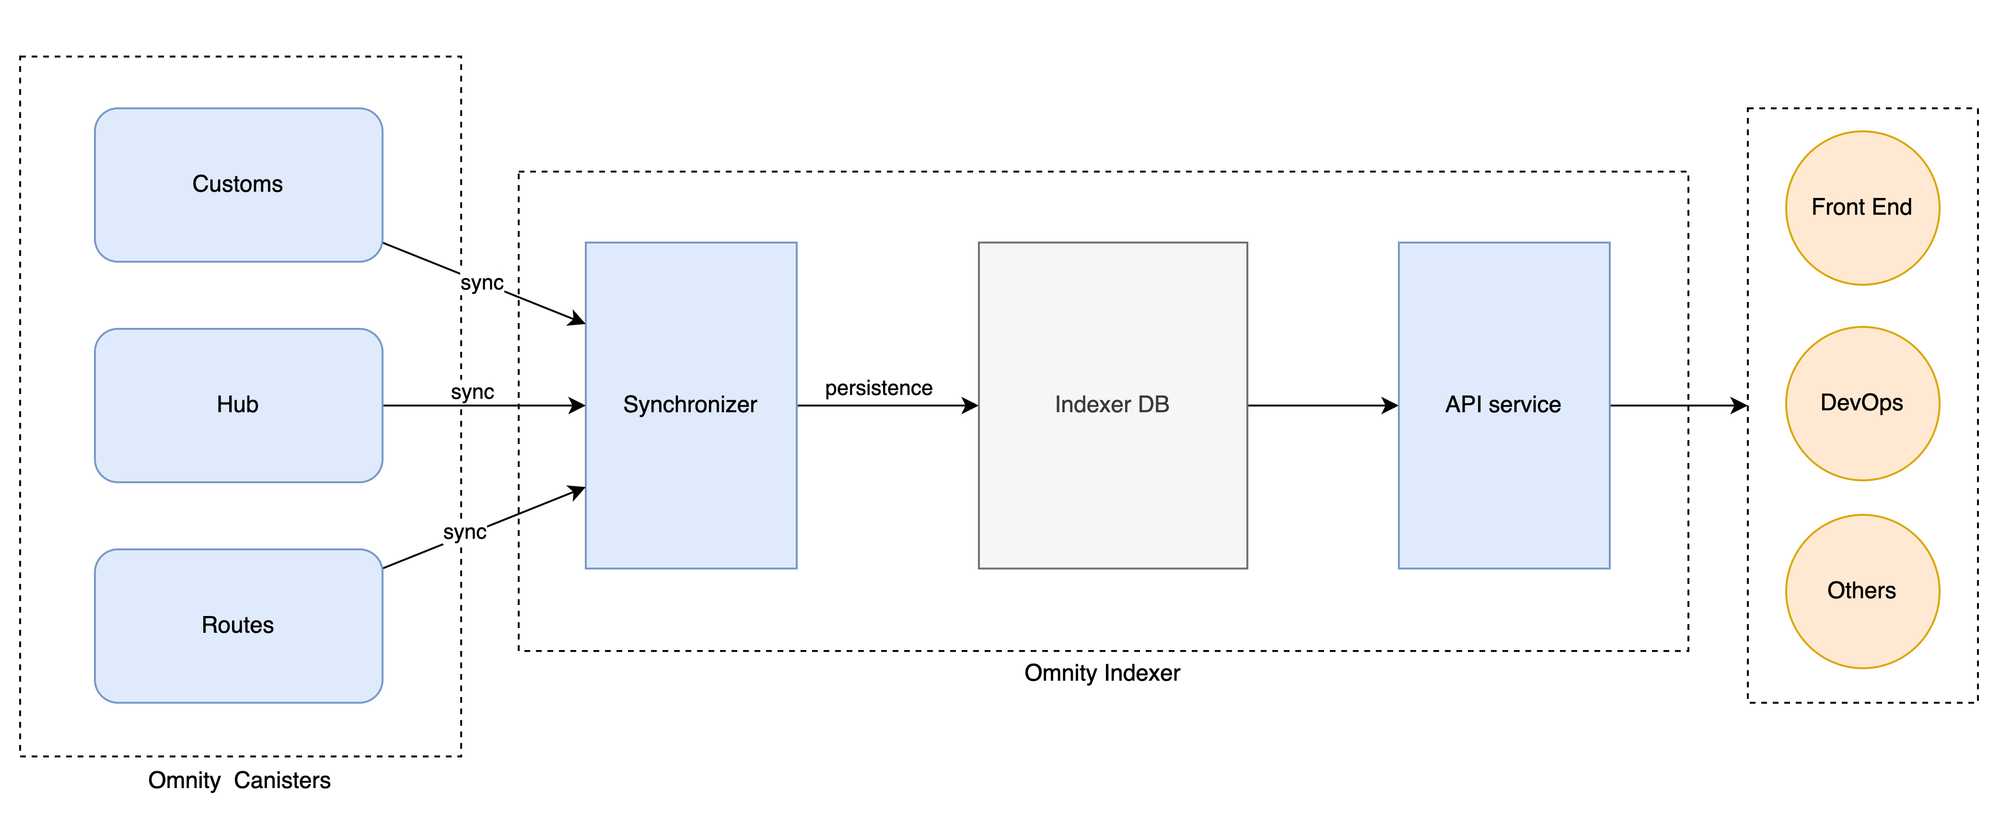 Customs
sync
Hub
sync
Routes
sync
Omnity  Canisters
Synchronizer
persistence
Indexer DB
API service
Omnity Indexer
Front End
DevOps
Others